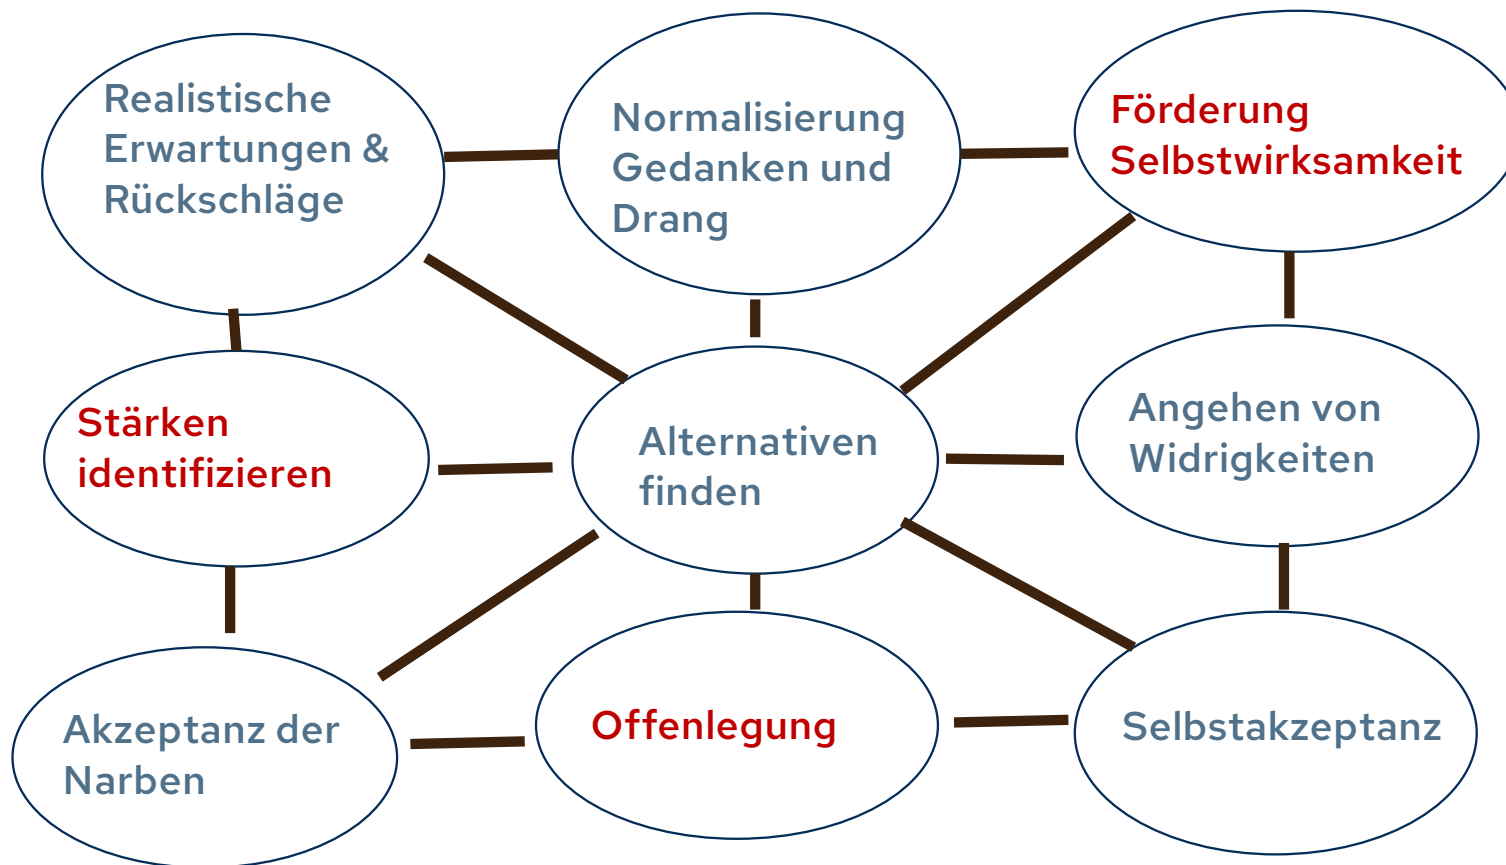 Realistische
Erwartungen &
Rückschläge
Normalisierung
Gedanken und
Drang
Förderung
Selbstwirksamkeit
Stärken
identifizieren
Alternativen
finden
Angehen von
Widrigkeiten
Akzeptanz der
Narben
Offenlegung
Selbstakzeptanz